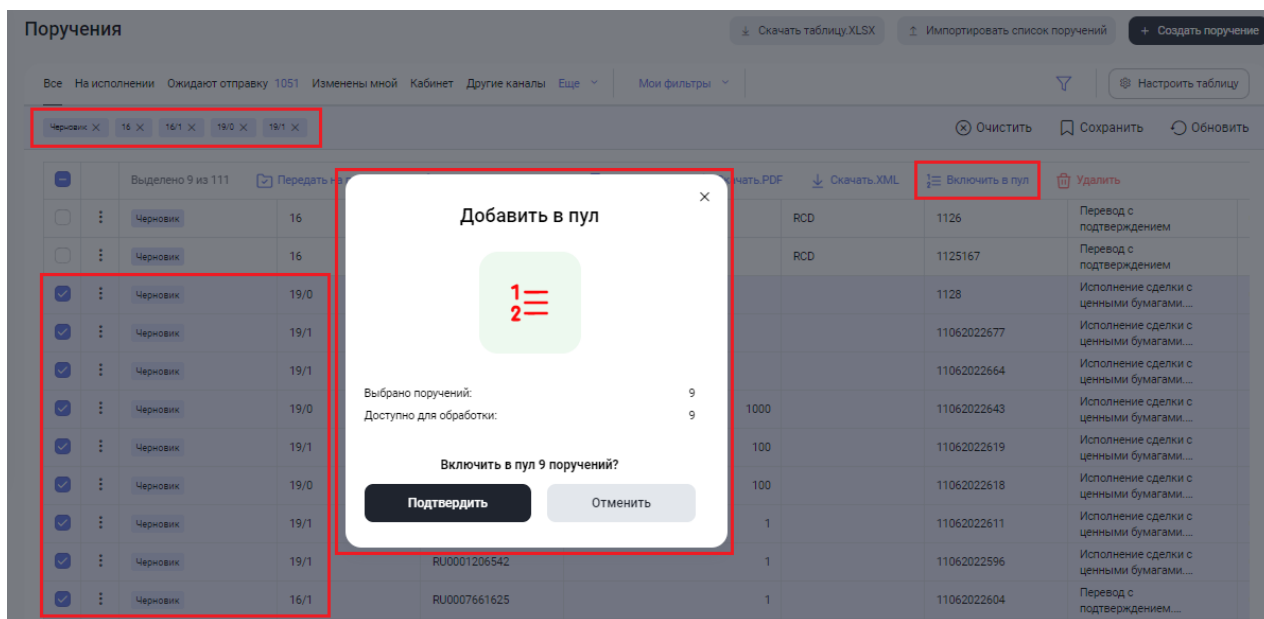 Поручения
Скачать таблицу.XLSX
Импортировать список поручений
+ Создать поручение
Все На исполнении Ожидают отправку 1051 Изменены мной Кабинет Другие каналы Еще Мои фильтры
Настроить таблицу
Черновик × 16 × 16/1 × 19/0 × 19/1 ×
Очистить Сохранить Обновить
Выделено 9 из 111 Передать на
.PDF Скачать.XML Включить в пул Удалить
Черновик 16 RCD 1126 Перевод с
подтверждением
Черновик 16 RCD 1125167 Перевод с
подтверждением
Черновик 19/0 1128 Исполнение сделки с
ценными бумагами....
Черновик 19/1 11062022677 Исполнение сделки с
ценными бумагами....
Черновик 19/1 11062022664 Исполнение сделки с
ценными бумагами....
Черновик 19/0 1000 11062022643 Исполнение сделки с
ценными бумагами....
Черновик 19/1 100 11062022619 Исполнение сделки с
ценными бумагами....
Черновик 19/0 100 11062022618 Исполнение сделки с
ценными бумагами....
Черновик 19/1 1 11062022611 Исполнение сделки с
ценными бумагами....
Черновик 19/1 RU0001206542 1 11062022596 Исполнение сделки с
ценными бумагами....
Черновик 16/1 RU0007661625 1 11062022604 Перевод с
подтверждением....
Добавить в пул
1
2
Выбрано поручений: 9
Доступно для обработки: 9
Включить в пул 9 поручений?
Подтвердить Отменить